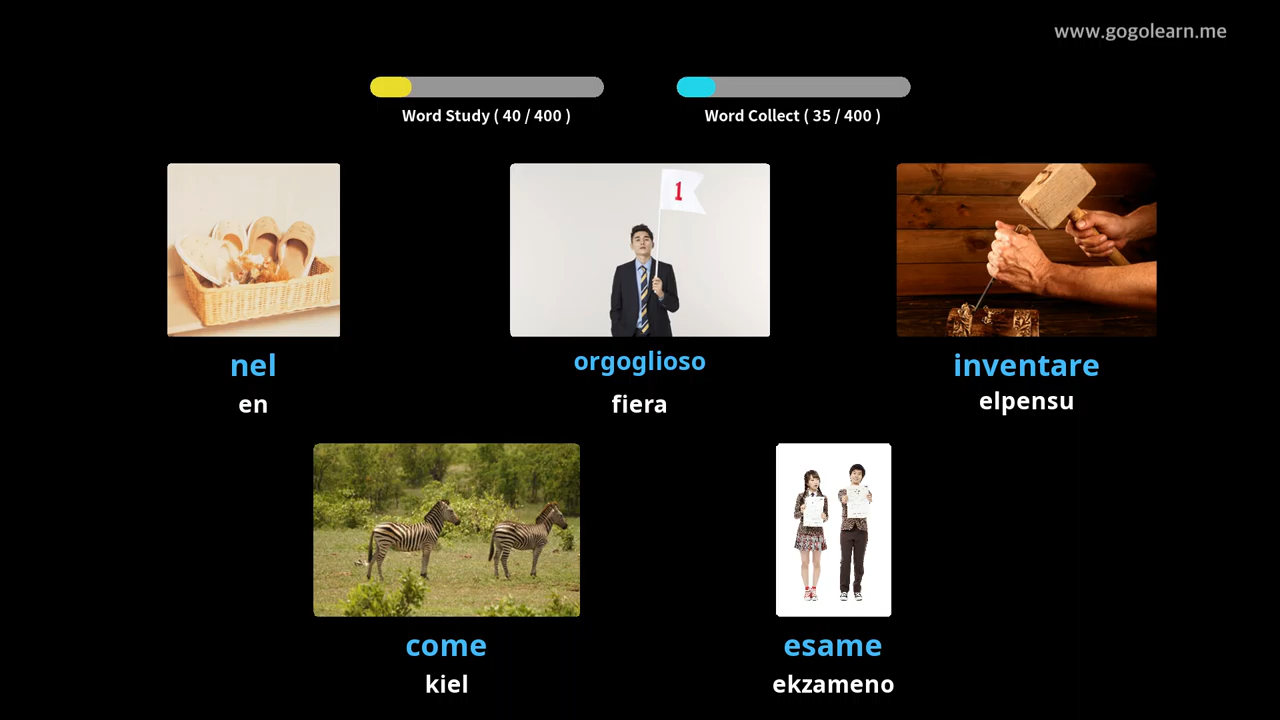 www.gogolearn.me
Word Study ( 40 / 400 )
Word Collect ( 35 / 400 )
1
nel
orgoglioso
inventare
en
fiera
elpensu
come
esame
kiel
ekzameno